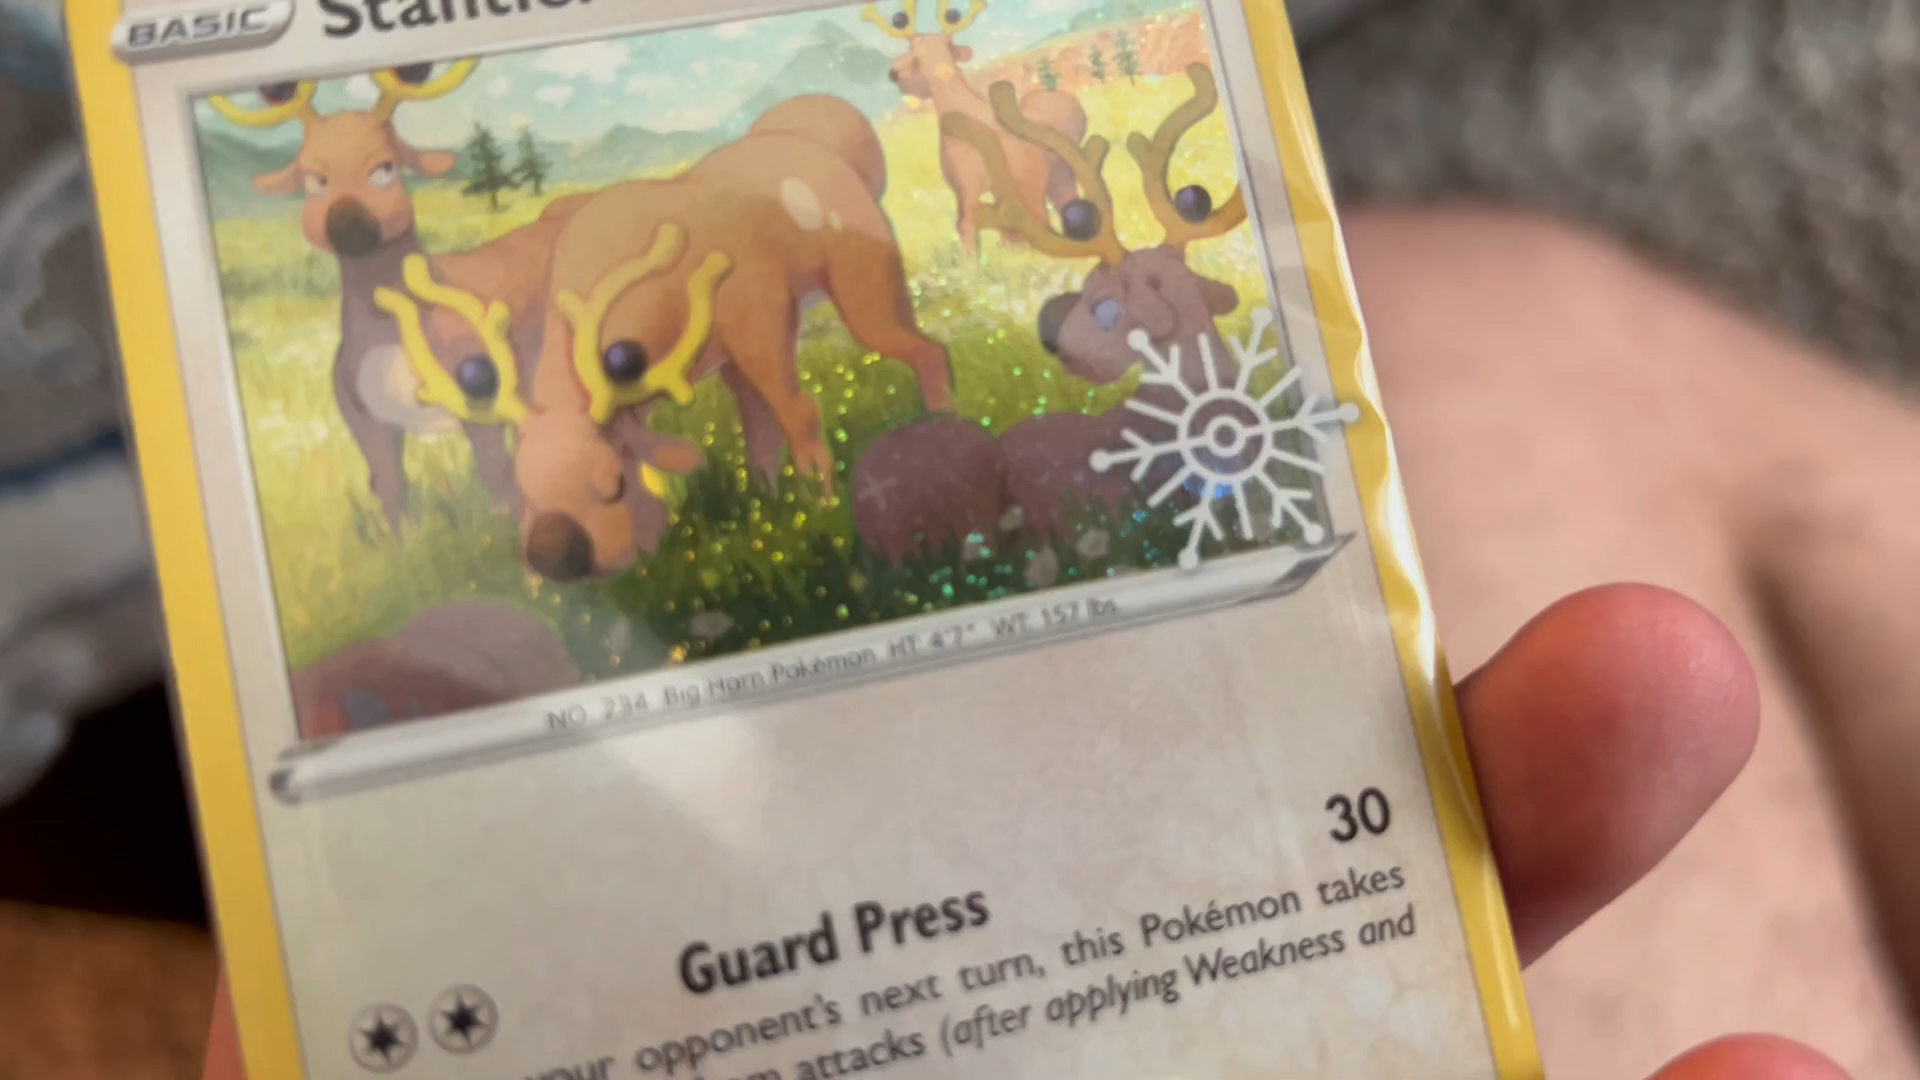 BASIC Stantler
NO. 234 Big Horn Pokémon HT: 4'7" WT: 157 lbs.
30
Guard Press
your opponent's next turn, this Pokémon takes
attacks (after applying Weakness and